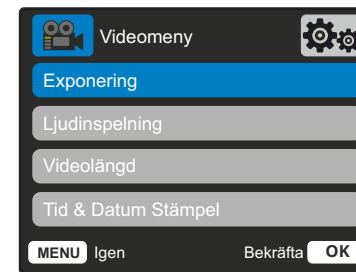 Videomeny
Exponering
Ljudinspelning
Videolängd
Tid & Datum Stämpel
MENU Igen Bekräfta OK